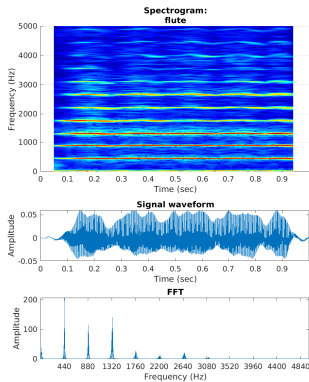 Spectrogram:
flute
5000
4000
3000
2000
1000
0
Frequency (Hz)
0 0.1 0.2 0.3 0.4 0.5 0.6 0.7 0.8 0.9
Time (sec)
Signal waveform
0.05
0
-0.05
Amplitude
0 0.1 0.2 0.3 0.4 0.5 0.6 0.7 0.8 0.9
Time (sec)
FFT
200
100
0
Amplitude
440 880 1320 1760 2200 2640 3080 3520 3960 4400 4840
Frequency (Hz)